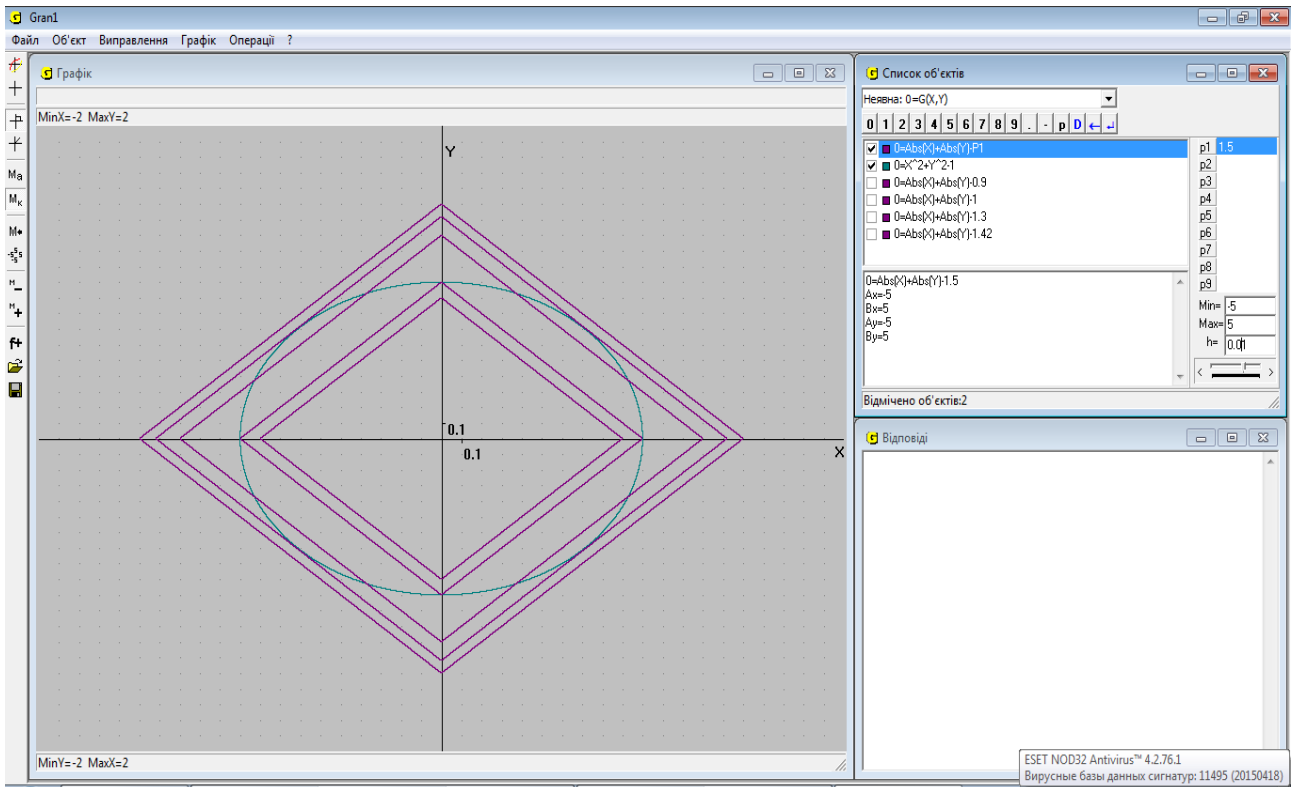 Gran1
Файл Об'єкт Виправлення Графік Операції ?
Графік
MinX=-2 MaxY=2
Y
0.1
0.1
X
MinY=-2 MaxX=2
Ma
Mк
M
M
f+
Список об'єктів
Неявна: 0=G(X,Y)
0 1 2 3 4 5 6 7 8 9 . - p D ← ↲
0=Abs(X)+Abs(Y)-P1
0=X^2+Y^2-1
0=Abs(X)+Abs(Y)-0.9
0=Abs(X)+Abs(Y)-1
0=Abs(X)+Abs(Y)-1.3
0=Abs(X)+Abs(Y)-1.42
p1 1.5
p2
p3
p4
p5
p6
p7
p8
p9
0=Abs(X)+Abs(Y)-1.5
Ax=-5
Bx=5
Ay=-5
By=5
Min= -5
Max= 5
h= 0.01
Відмічено об'єктів:2
Відповіді
ESET NOD32 Antivirus™ 4.2.76.1
Вирусные базы данных сигнатур: 11495 (20150418)